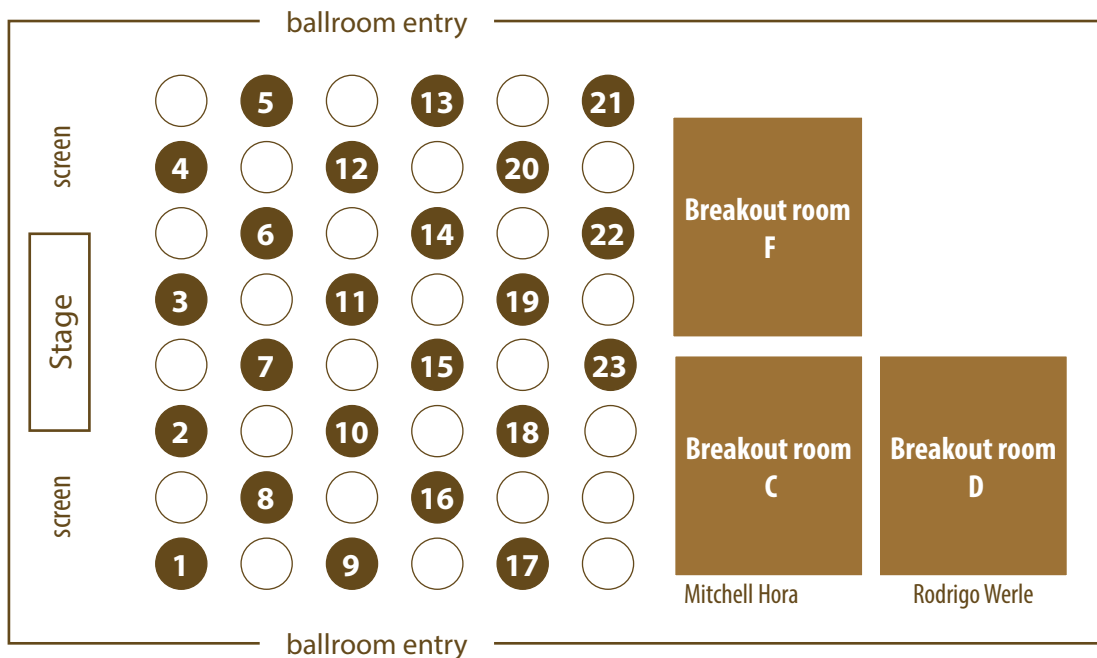 ballroom entry
5 13 21
screen
4 12 20
Breakout room
F
6 14 22
Stage
3 11 19
7 15 23
2 10 18
Breakout room
C
Breakout room
D
screen
8 16
1 9 17
Mitchell Hora
Rodrigo Werle
ballroom entry